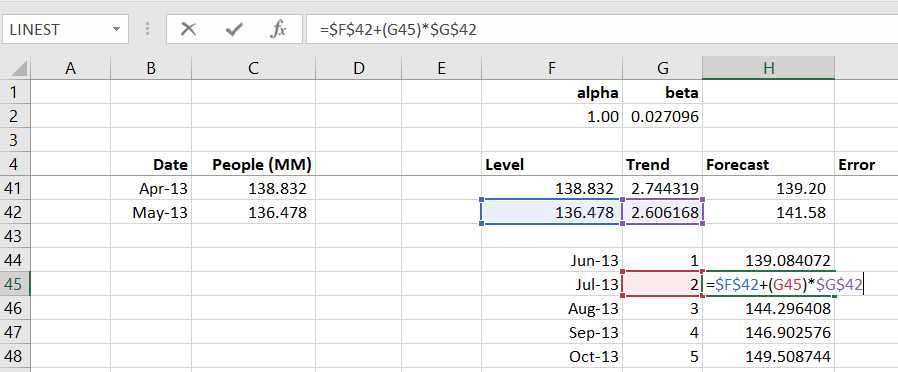 LINEST =$F$42+(G45)*$G$42
A B C D E F G H
1 alpha beta
2 1.00 0.027096
3
4 Date People (MM) Level Trend Forecast Error
41 Apr-13 138.832 138.832 2.744319 139.20
42 May-13 136.478 136.478 2.606168 141.58
43
44 Jun-13 1 139.084072
45 Jul-13 2 =$F$42+(G45)*$G$42
46 Aug-13 3 144.296408
47 Sep-13 4 146.902576
48 Oct-13 5 149.508744